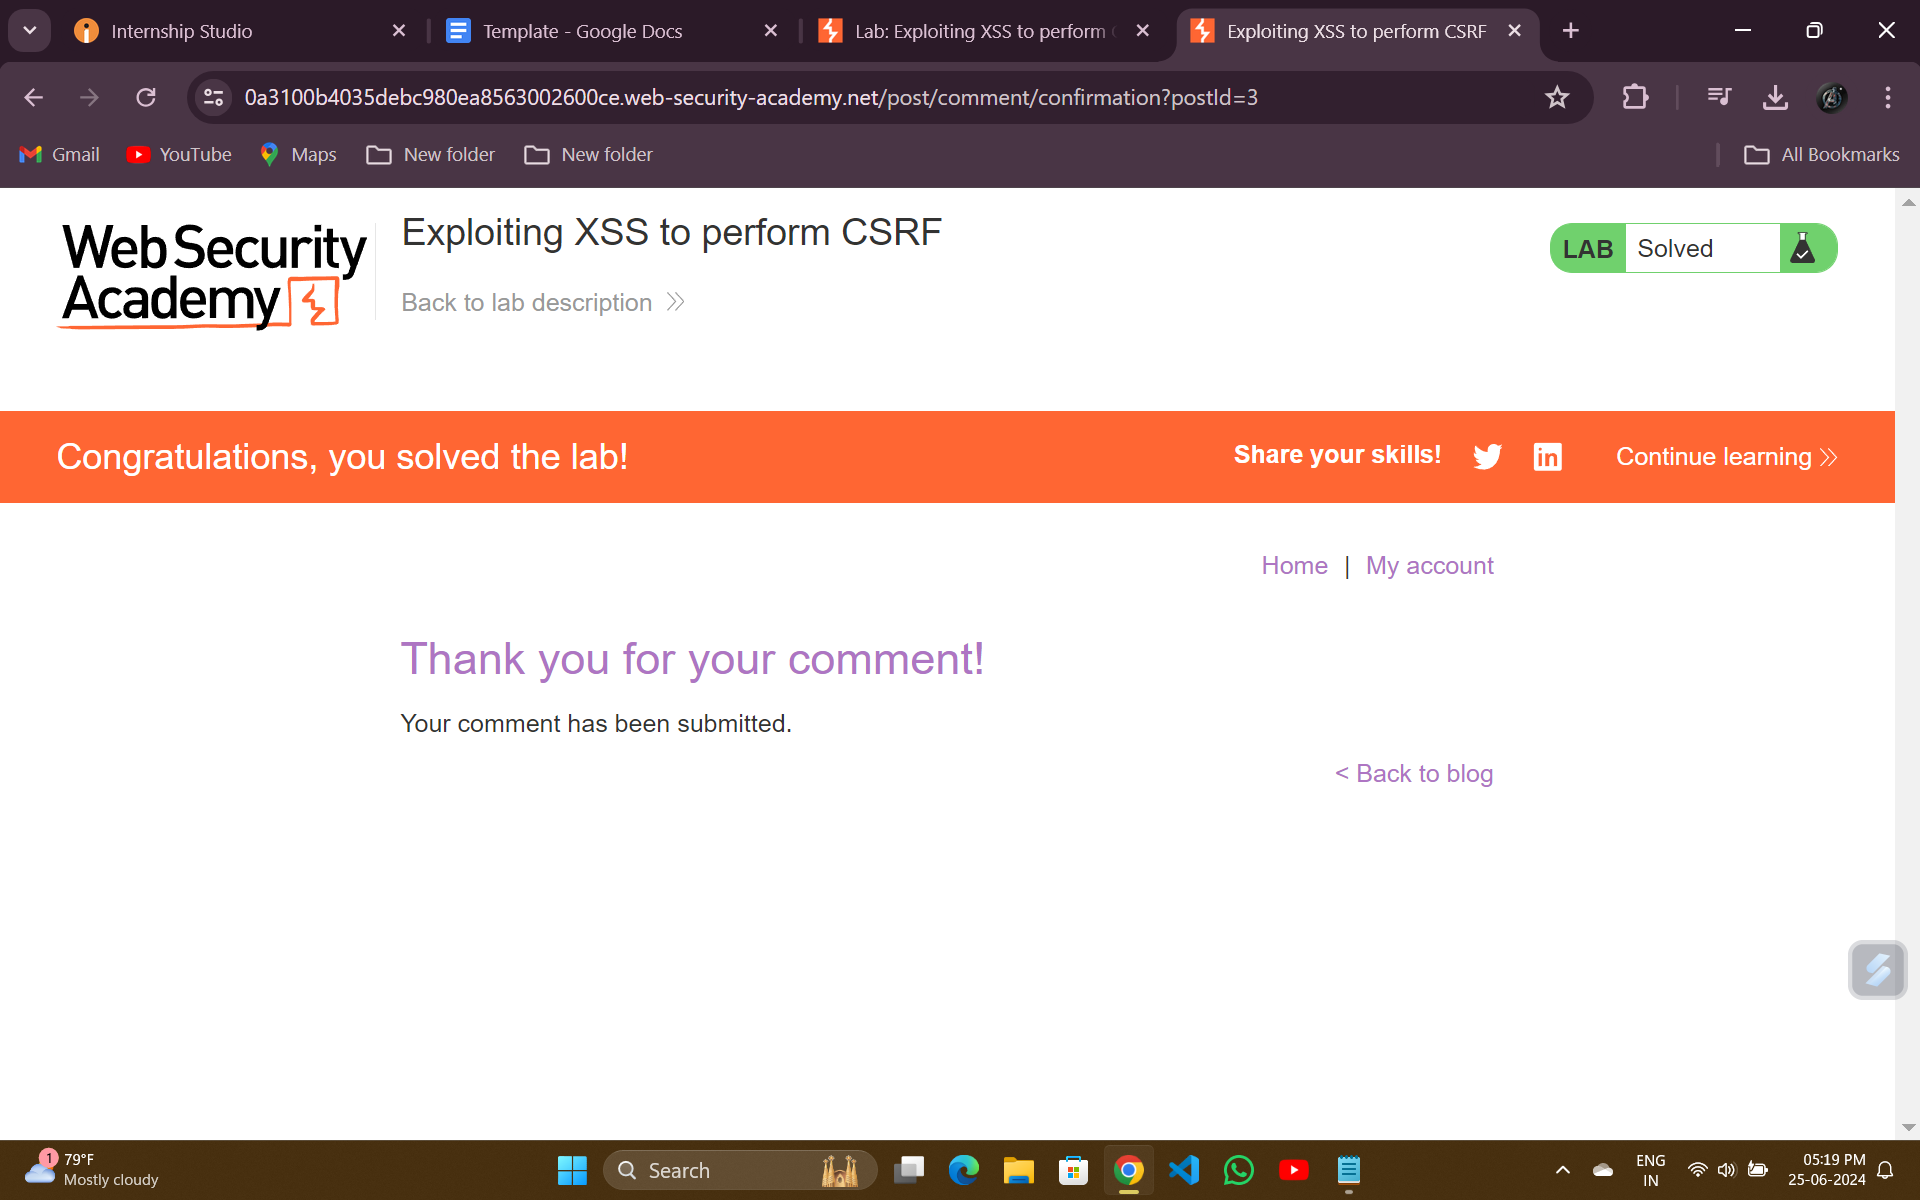 Internship Studio
Template - Google Docs
Lab: Exploiting XSS to perform
Exploiting XSS to perform CSRF
0a3100b4035debc980ea8563002600ce.web-security-academy.net/post/comment/confirmation?postId=3
Gmail
YouTube
Maps
New folder
New folder
All Bookmarks
Web Security
Academy
Exploiting XSS to perform CSRF
Back to lab description
LAB Solved
Congratulations, you solved the lab!
Share your skills!
in
Continue learning
Home | My account
Thank you for your comment!
Your comment has been submitted.
< Back to blog
1
79°F
Mostly cloudy
Search
ENG
IN
05:19 PM
25-06-2024